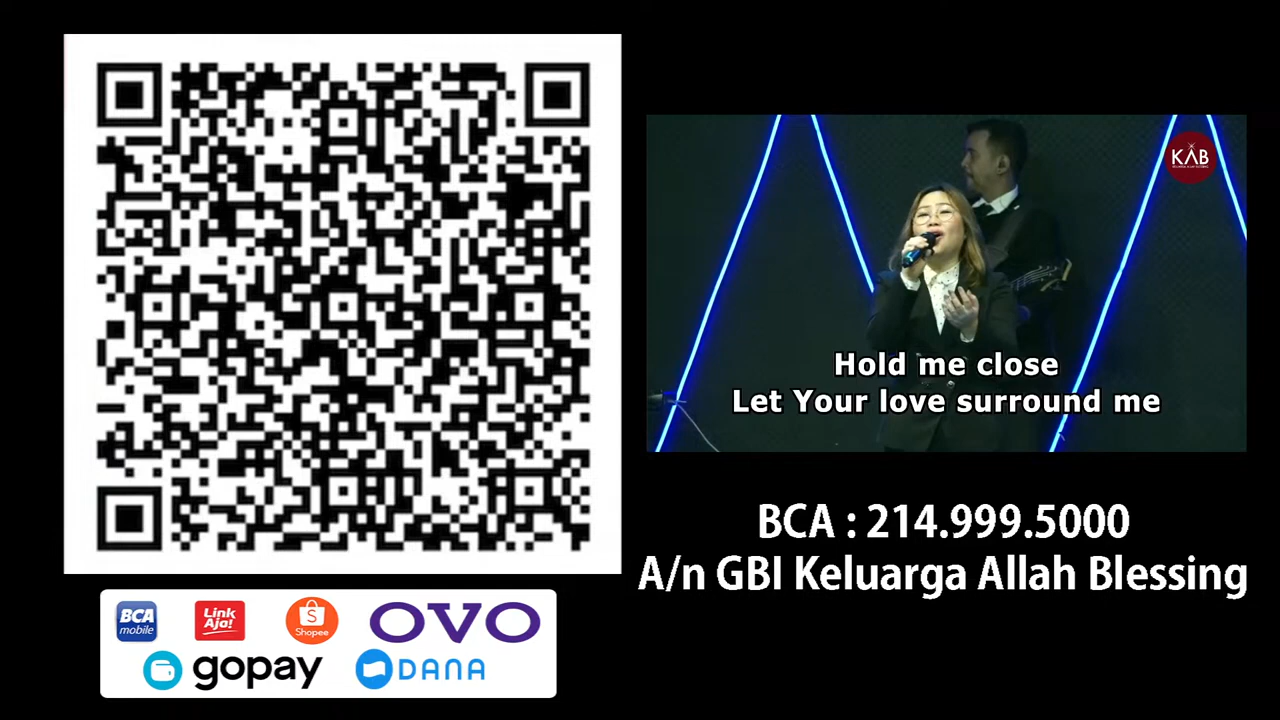 KAB
Hold me close
Let Your love surround me
BCA : 214.999.5000
A/n GBI Keluarga Allah Blessing
BCA
mobile
Link
Aja!
S
Shopee
OVO
gopay
DANA